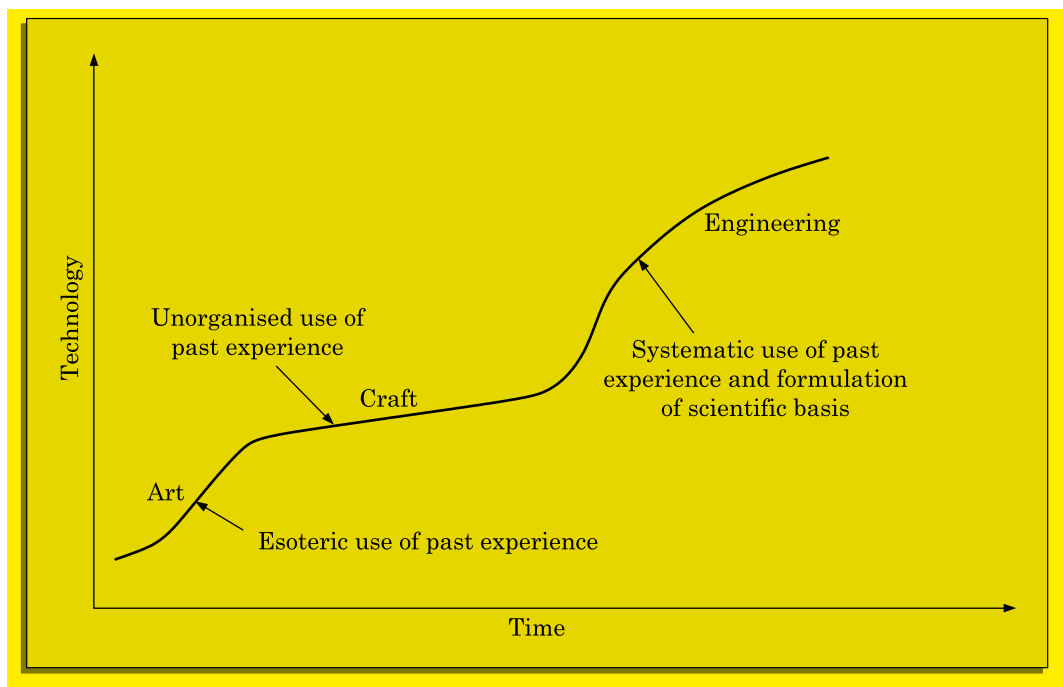 Technology
Engineering
Unorganised use of
past experience
Systematic use of past
experience and formulation
of scientific basis
Craft
Art
Esoteric use of past experience
Time